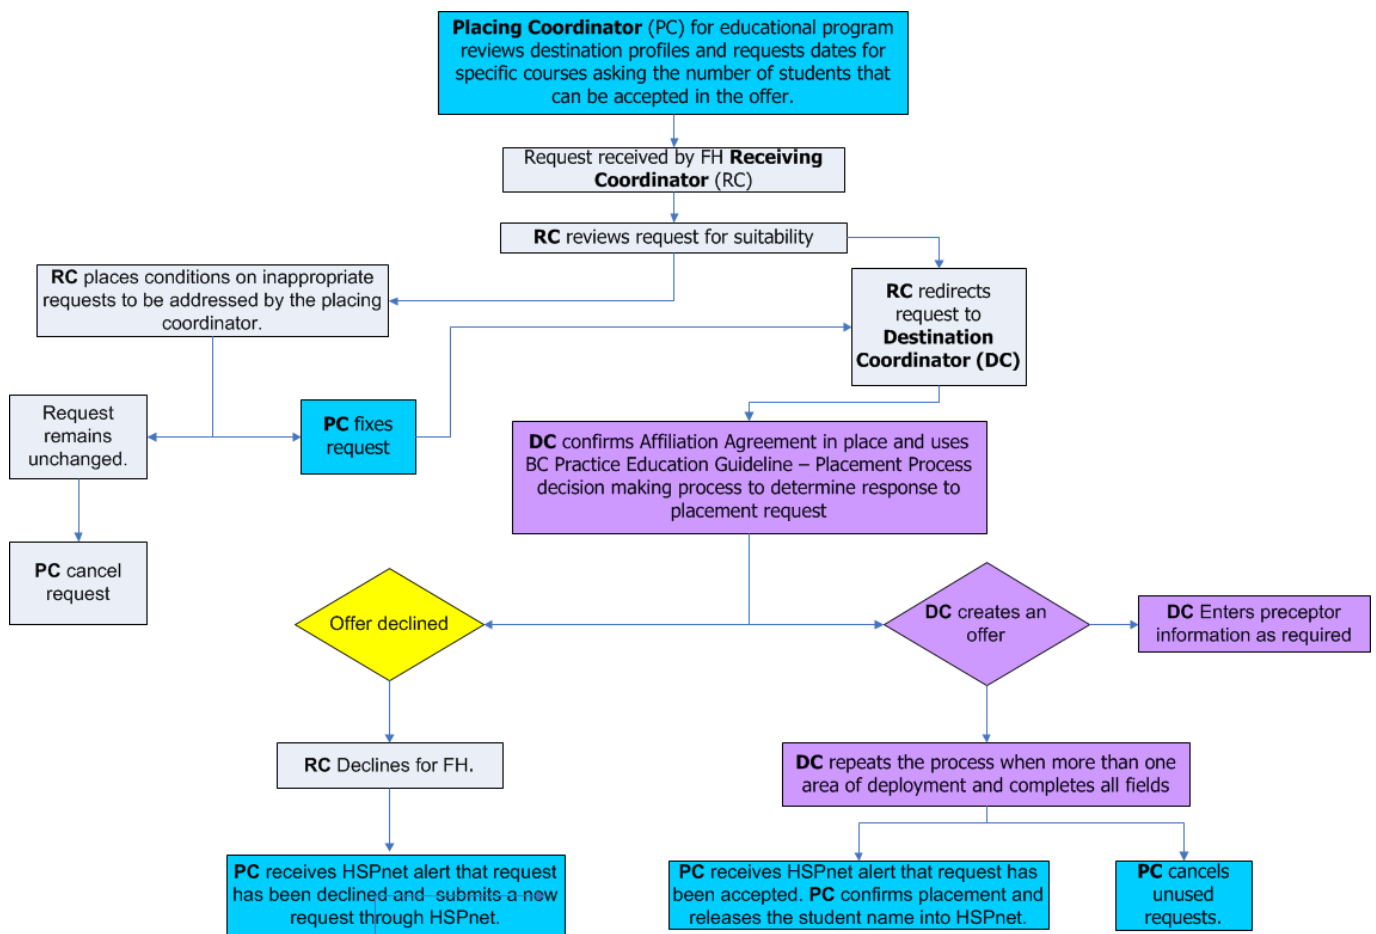 Placing Coordinator (PC) for educational program
reviews destination profiles and requests dates for
specific courses asking the number of students that
can be accepted in the offer.
Request received by FH Receiving
Coordinator (RC)
RC reviews request for suitability
RC places conditions on inappropriate
requests to be addressed by the placing
coordinator.
RC redirects
request to
Destination
Coordinator (DC)
Request
remains
unchanged.
PC fixes
request
DC confirms Affiliation Agreement in place and uses
BC Practice Education Guideline – Placement Process
decision making process to determine response to
placement request
PC cancel
request
Offer declined
DC creates an
offer
DC Enters preceptor
information as required
RC Declines for FH.
DC repeats the process when more than one
area of deployment and completes all fields
PC receives HSPnet alert that request
has been declined and submits a new
request through HSPnet.
PC receives HSPnet alert that request has
been accepted. PC confirms placement and
releases the student name into HSPnet.
PC cancels
unused
requests.